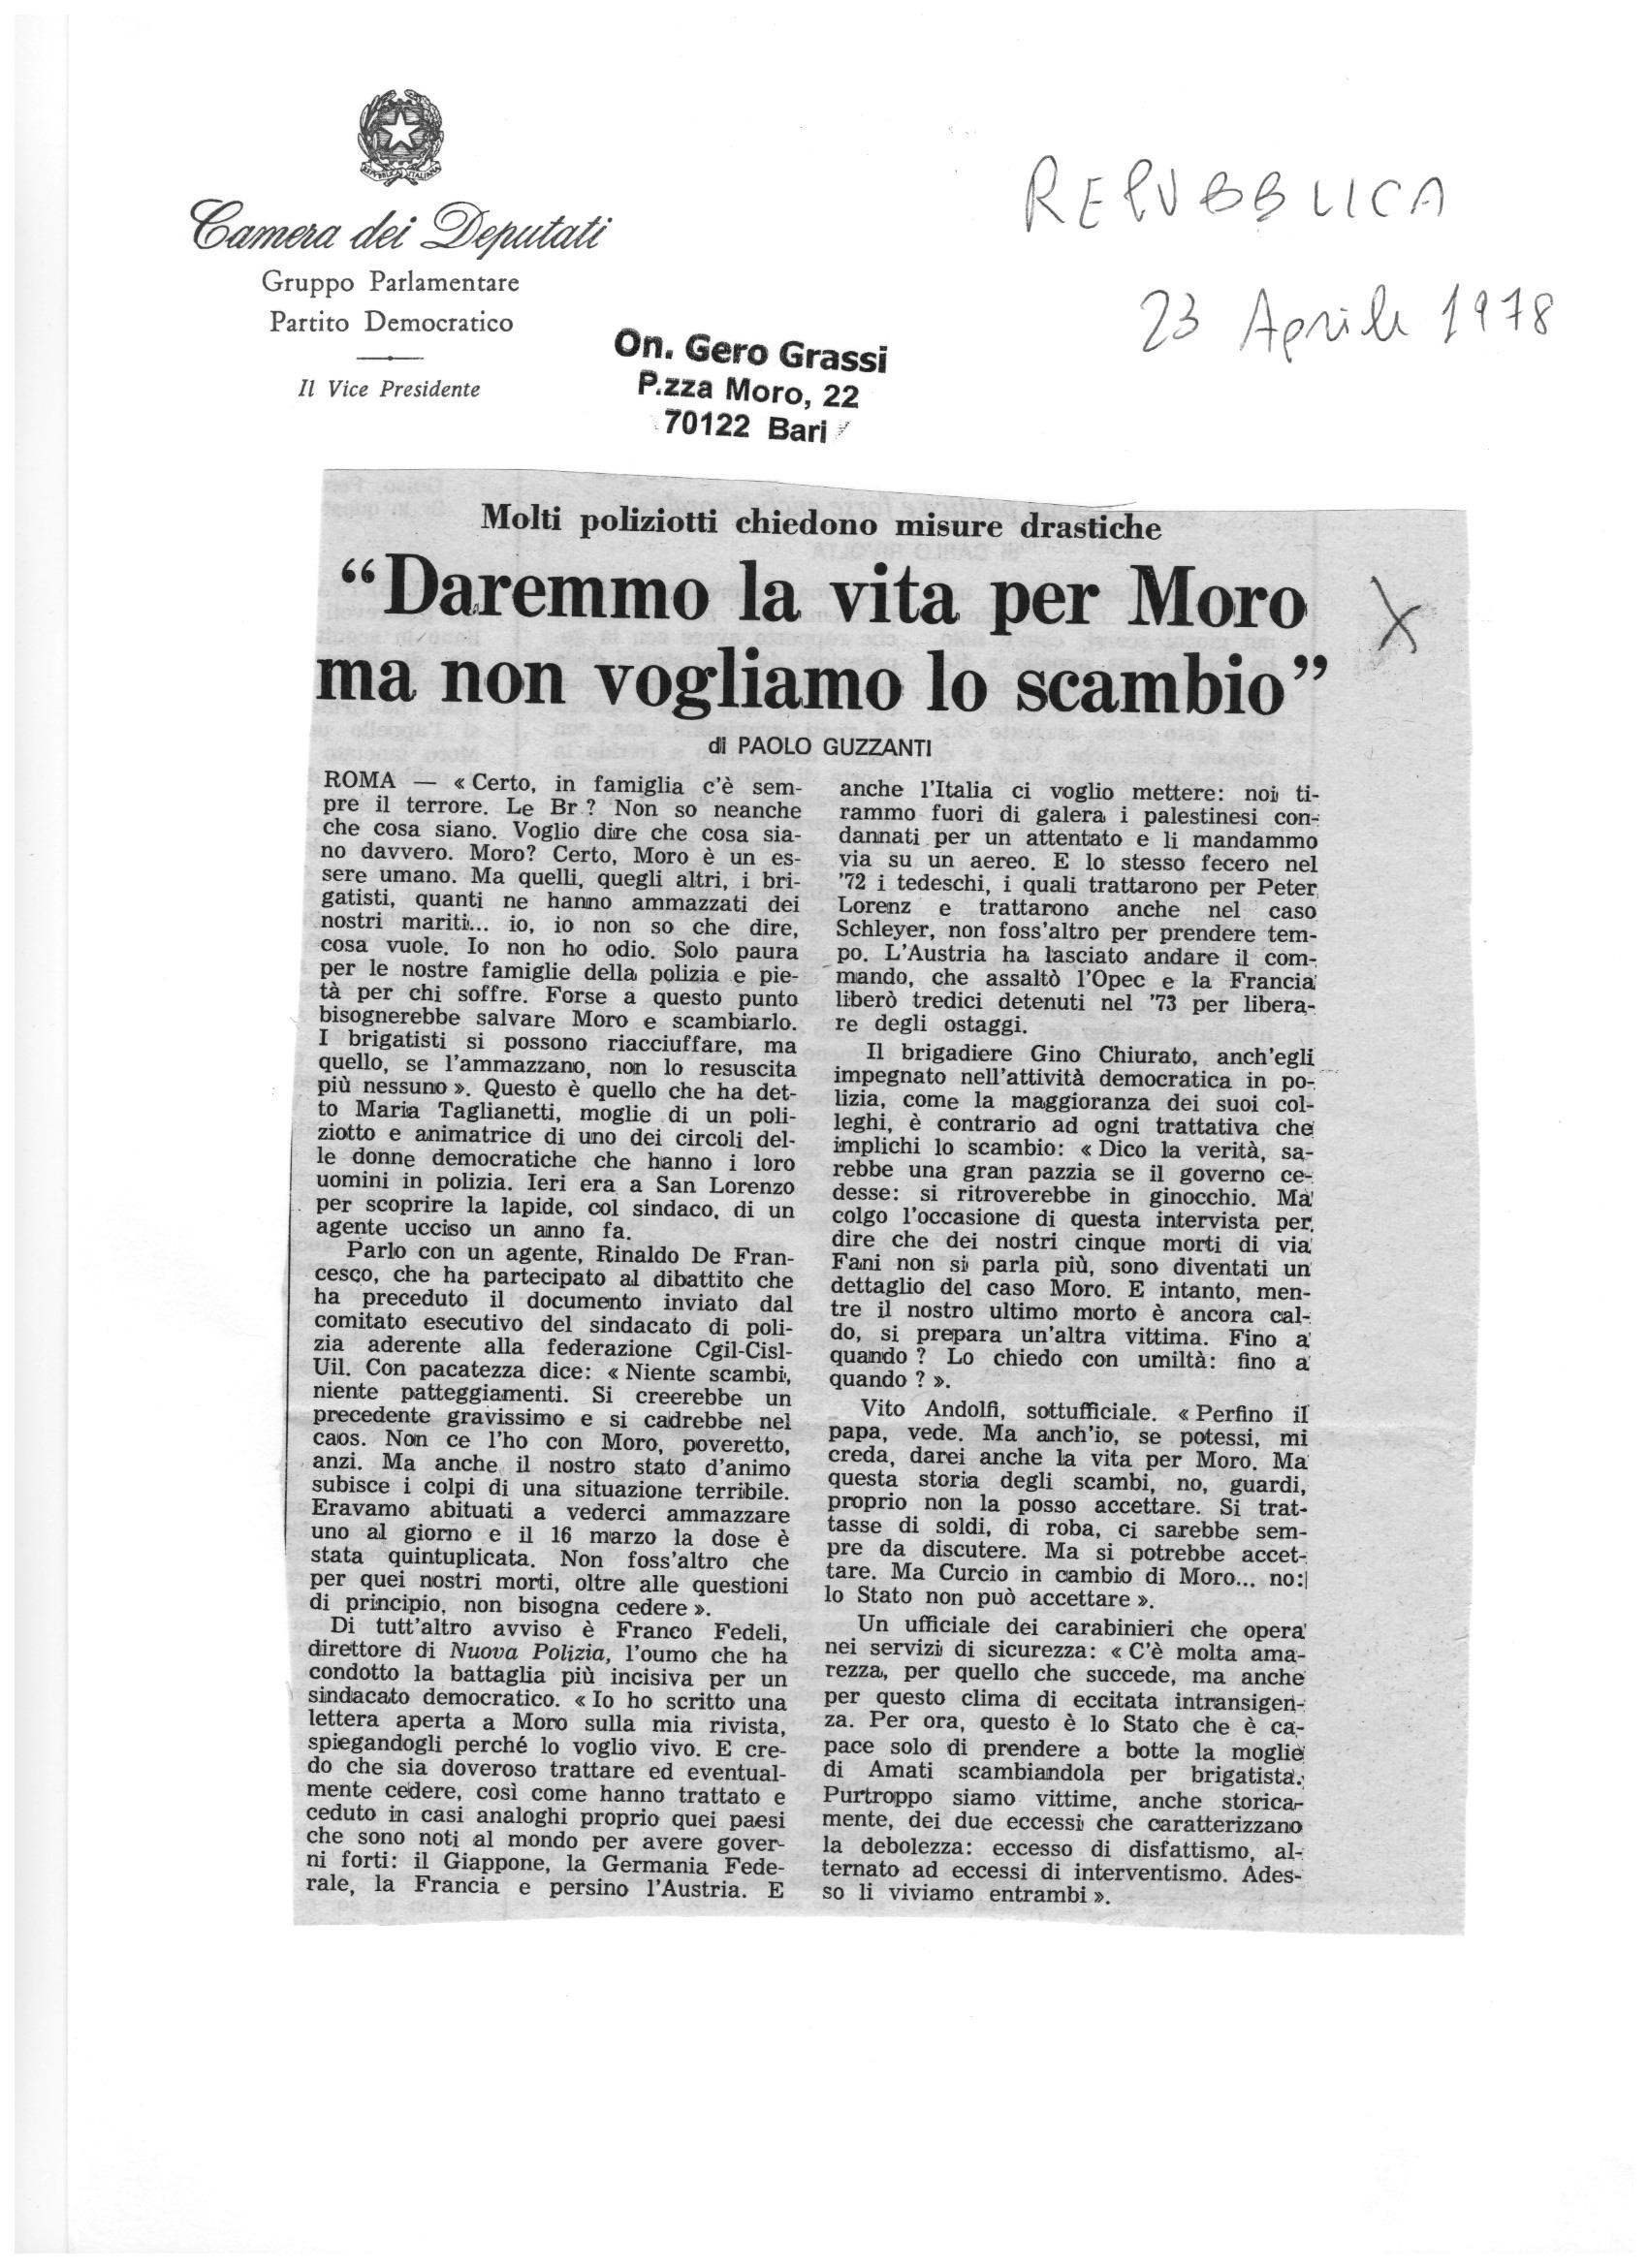 REPVBBLICA
23 Aprile 1978
REPVBBLICA ITALIANA
Camera dei Deputati
Gruppo Parlamentare
Partito Democratico
Il Vice Presidente
On. Gero Grassi
P.zza Moro, 22
70122 Bari
Molti poliziotti chiedono misure drastiche
“Daremmo la vita per Moro
ma non vogliamo lo scambio”
di PAOLO GUZZANTI
ROMA — « Certo, in famiglia c'è sem-
pre il terrore. Le Br ? Non so neanche
che cosa siano. Voglio dire che cosa sia-
no davvero. Moro? Certo, Moro è un es-
sere umano. Ma quelli, quegli altri, i bri-
gatisti, quanti ne hanno ammazzati dei
nostri mariti... io, io non so che dire,
cosa vuole. Io non ho odio. Solo paura
per le nostre famiglie della polizia e pie-
tà per chi soffre. Forse a questo punto
bisognerebbe salvare Moro e scambiarlo.
I brigatisti si possono riacciuffare, ma
quello, se l'ammazzano, non lo resuscita
più nessuno ». Questo è quello che ha det-
to Maria Taglianetti, moglie di un poli-
ziotto e animatrice di uno dei circoli del-
le donne democratiche che hanno i loro
uomini in polizia. Ieri era a San Lorenzo
per scoprire la lapide, col sindaco, di un
agente ucciso un anno fa.
Parlo con un agente, Rinaldo De Fran-
cesco, che ha partecipato al dibattito che
ha preceduto il documento inviato dal
comitato esecutivo del sindacato di poli-
zia aderente alla federazione Cgil-Cisl-
Uil. Con pacatezza dice: « Niente scambi,
niente patteggiamenti. Si creerebbe un
precedente gravissimo e si cadrebbe nel
caos. Non ce l'ho con Moro, poveretto,
anzi. Ma anche il nostro stato d'animo
subisce i colpi di una situazione terribile.
Eravamo abituati a vederci ammazzare
uno al giorno e il 16 marzo la dose è
stata quintuplicata. Non foss'altro che
per quei nostri morti, oltre alle questioni
di principio, non bisogna cedere ».
Di tutt'altro avviso è Franco Fedeli,
direttore di Nuova Polizia, l'oumo che ha
condotto la battaglia più incisiva per un
sindacato democratico. « Io ho scritto una
lettera aperta a Moro sulla mia rivista,
spiegandogli perché lo voglio vivo. E cre-
do che sia doveroso trattare ed eventual-
mente cedere, così come hanno trattato e
ceduto in casi analoghi proprio quei paesi
che sono noti al mondo per avere gover-
ni forti: il Giappone, la Germania Fede-
rale, la Francia e persino l'Austria. E
anche l'Italia ci voglio mettere: noi ti-
rammo fuori di galera i palestinesi con-
dannati per un attentato e li mandammo
via su un aereo. E lo stesso fecero nel
'72 i tedeschi, i quali trattarono per Peter
Lorenz e trattarono anche nel caso
Schleyer, non foss'altro per prendere tem-
po. L'Austria ha lasciato andare il com-
mando, che assaltò l'Opec e la Francia
liberò tredici detenuti nel '73 per libera-
re degli ostaggi.
Il brigadiere Gino Chiurato, anch'egli
impegnato nell'attività democratica in po-
lizia, come la maggioranza dei suoi col-
leghi, è contrario ad ogni trattativa che
implichi lo scambio: « Dico la verità, sa-
rebbe una gran pazzia se il governo ce-
desse: si ritroverebbe in ginocchio. Ma
colgo l'occasione di questa intervista per
dire che dei nostri cinque morti di via
Fani non si parla più, sono diventati un
dettaglio del caso Moro. E intanto, men-
tre il nostro ultimo morto è ancora cal-
do, si prepara un'altra vittima. Fino a
quando ? Lo chiedo con umiltà: fino a
quando ? ».
Vito Andolfi, sottufficiale. « Perfino il
papa, vede. Ma anch'io, se potessi, mi
creda, darei anche la vita per Moro. Ma
questa storia degli scambi, no, guardi,
proprio non la posso accettare. Si trat-
tasse di soldi, di roba, ci sarebbe sem-
pre da discutere. Ma si potrebbe accet-
tare. Ma Curcio in cambio di Moro... no:
lo Stato non può accettare ».
Un ufficiale dei carabinieri che opera
nei servizi di sicurezza: « C'è molta ama-
rezza, per quello che succede, ma anche
per questo clima di eccitata intransigen-
za. Per ora, questo è lo Stato che è ca-
pace solo di prendere a botte la moglie
di Amati scambiandola per brigatista.
Purtroppo siamo vittime, anche storica-
mente, dei due eccessi che caratterizzano
la debolezza: eccesso di disfattismo, al-
ternato ad eccessi di interventismo. Ades-
so li viviamo entrambi ».